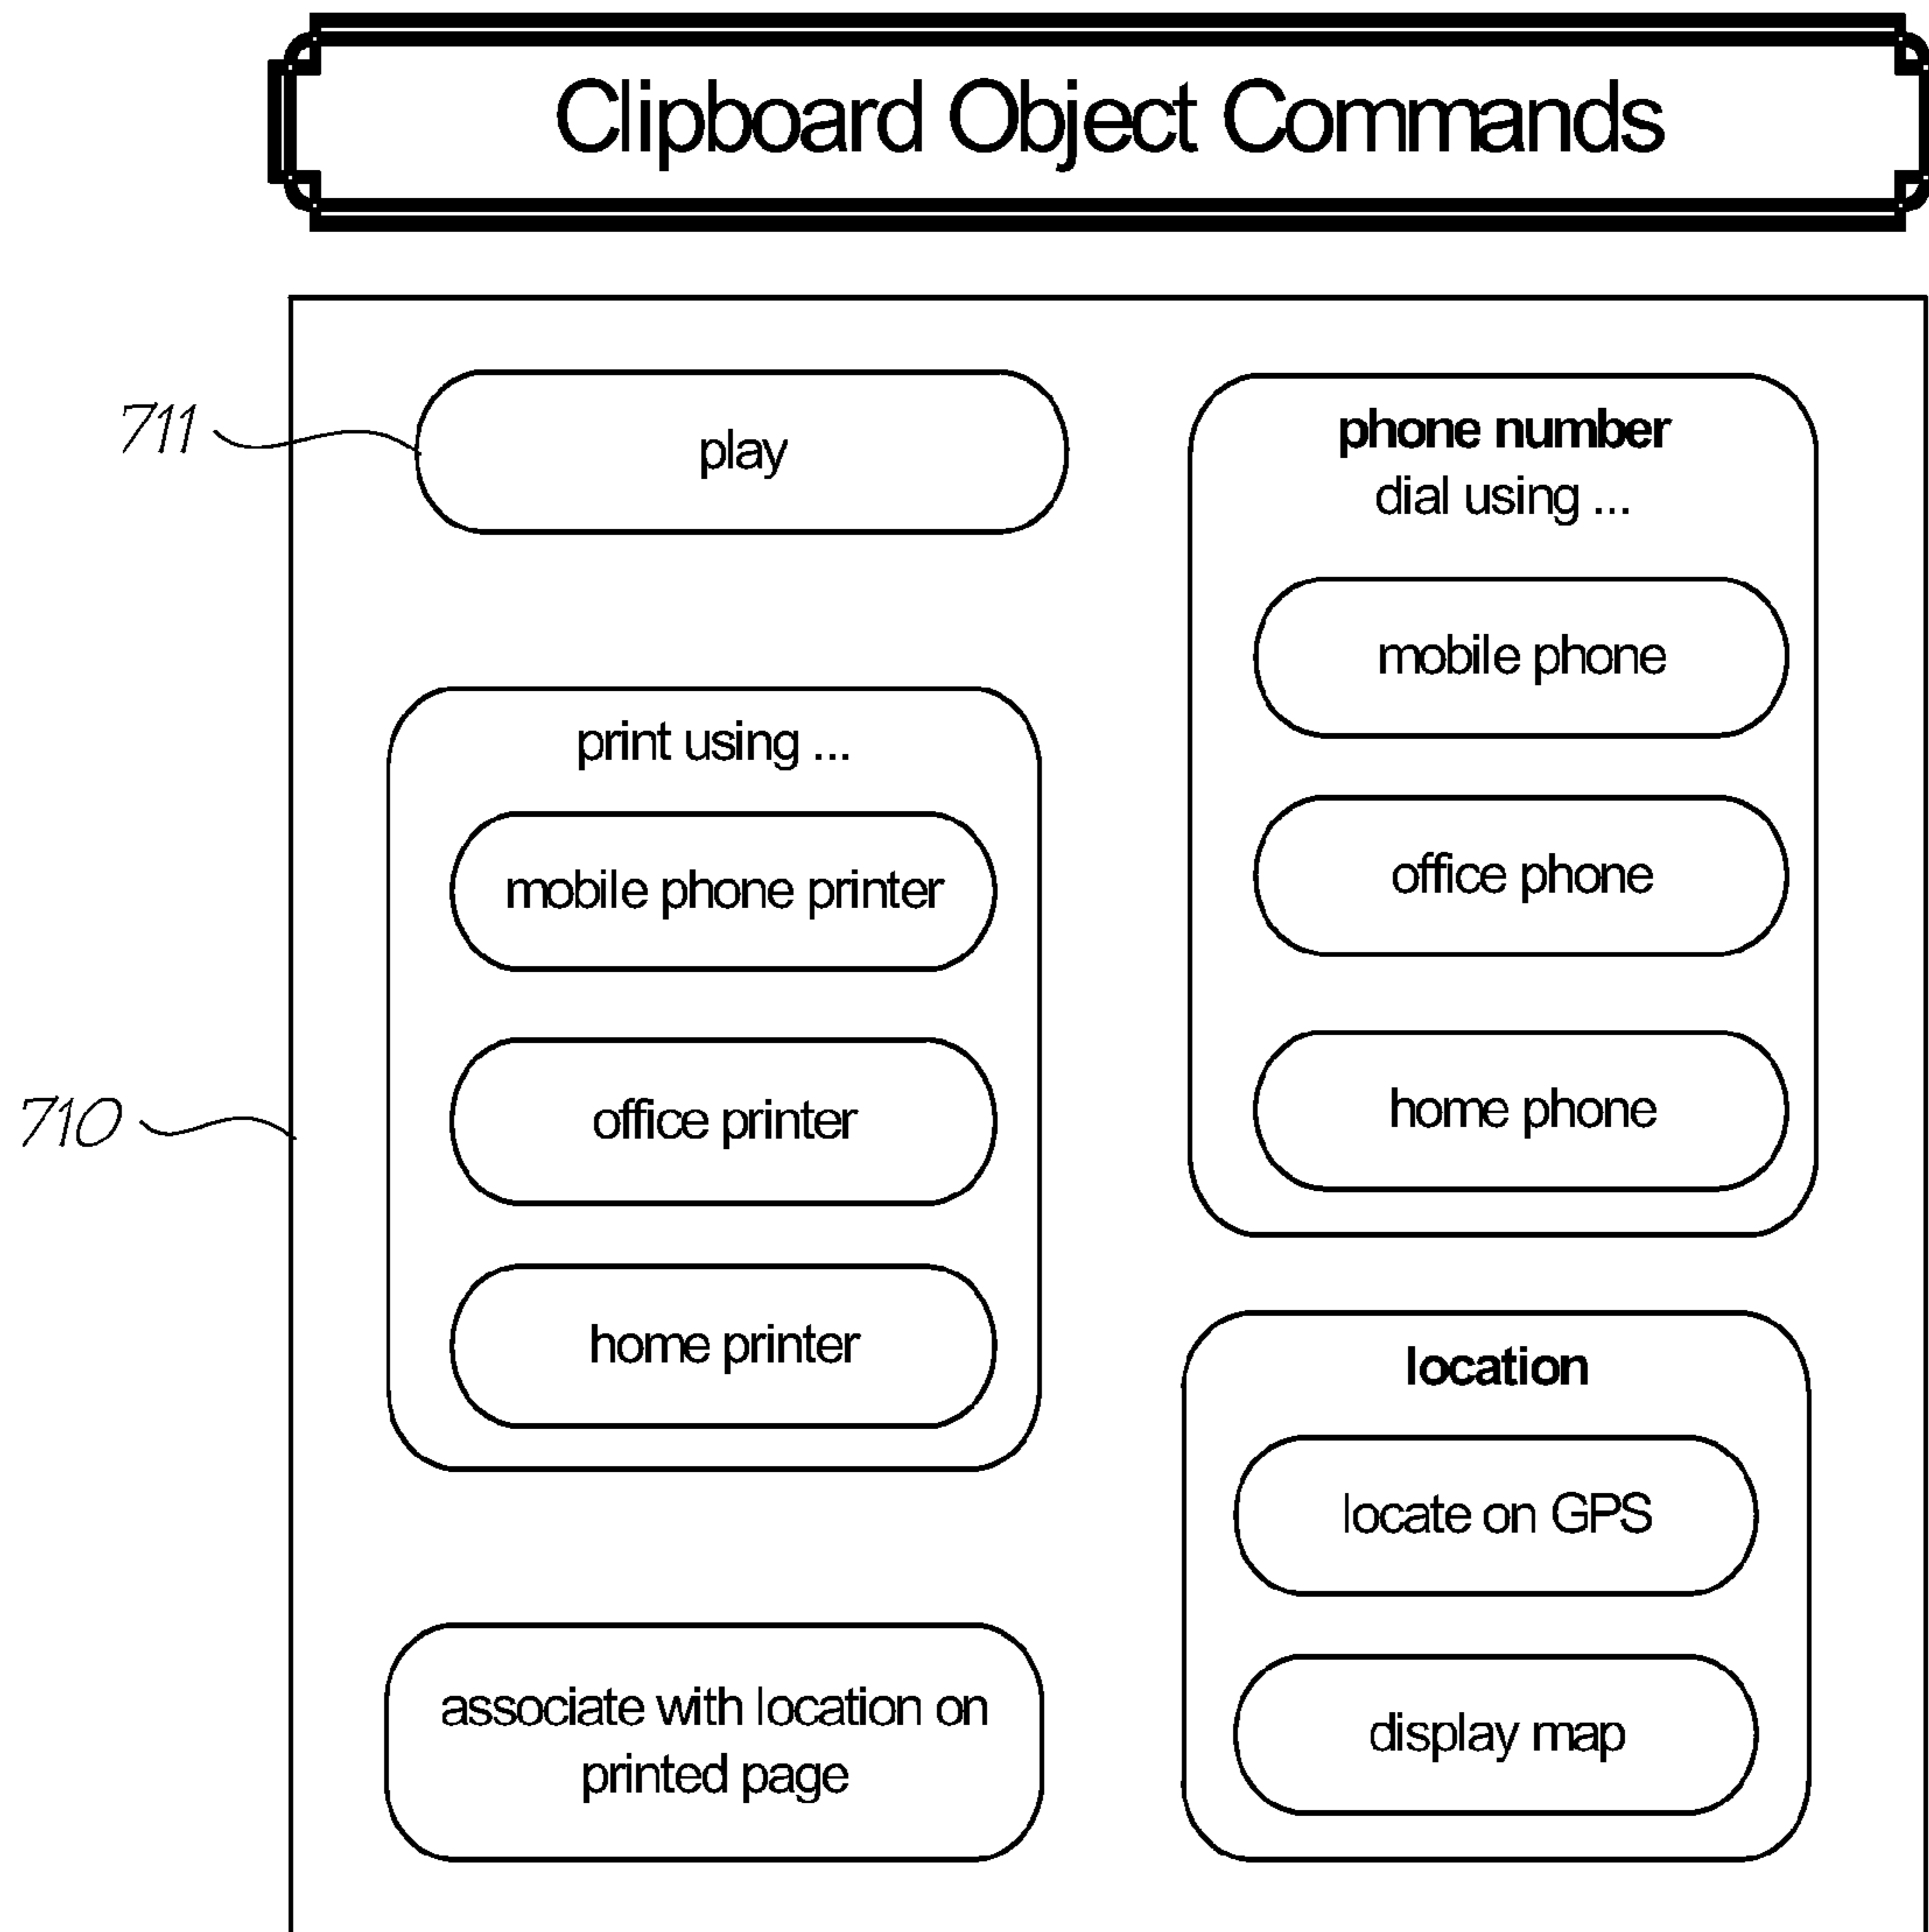 Clipboard Object Commands
711
play
710
print using ...
mobile phone printer
office printer
home printer
associate with location on
printed page
phone number
dial using ...
mobile phone
office phone
home phone
location
locate on GPS
display map